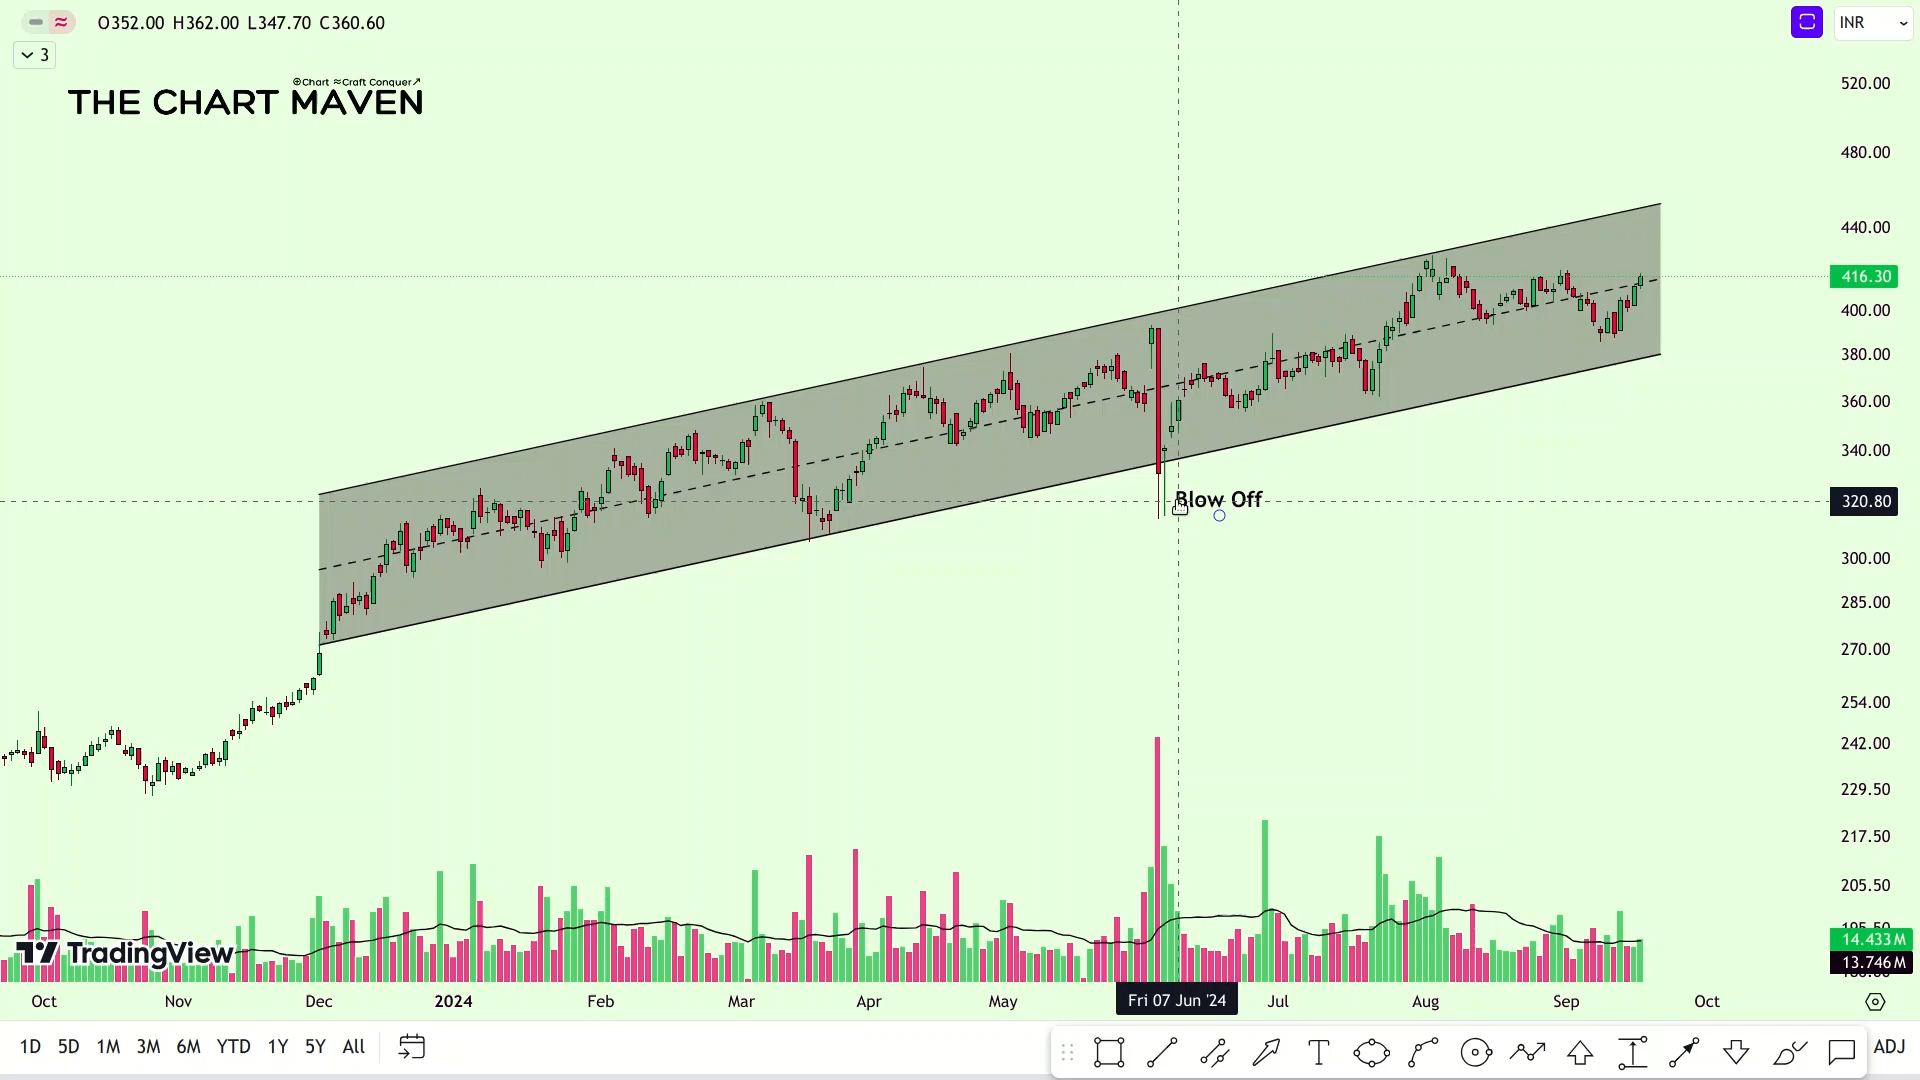 O352.00 H362.00 L347.70 C360.60
INR
3
⊕Chart ≈Craft Conquer↗
THE CHART MAVEN
520.00
480.00
440.00
416.30
400.00
380.00
360.00
340.00
320.80
Blow Off
300.00
285.00
270.00
254.00
242.00
229.50
217.50
205.50
14.433 M
13.746 M
TradingView
Oct Nov Dec 2024 Feb Mar Apr May Fri 07 Jun '24 Jul Aug Sep Oct
1D 5D 1M 3M 6M YTD 1Y 5Y All
ADJ